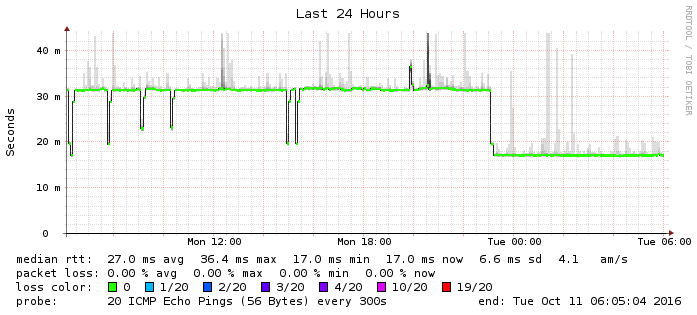 Last 24 Hours
RRDTOOL / TOBI OETIKER
Seconds
40 m
30 m
20 m
10 m
0
Mon 12:00 Mon 18:00 Tue 00:00 Tue 06:00
median rtt: 27.0 ms avg 36.4 ms max 17.0 ms min 17.0 ms now 6.6 ms sd 4.1 am/s
packet loss: 0.00 % avg 0.00 % max 0.00 % min 0.00 % now
loss color: 0 1/20 2/20 3/20 4/20 10/20 19/20
probe: 20 ICMP Echo Pings (56 Bytes) every 300s end: Tue Oct 11 06:05:04 2016